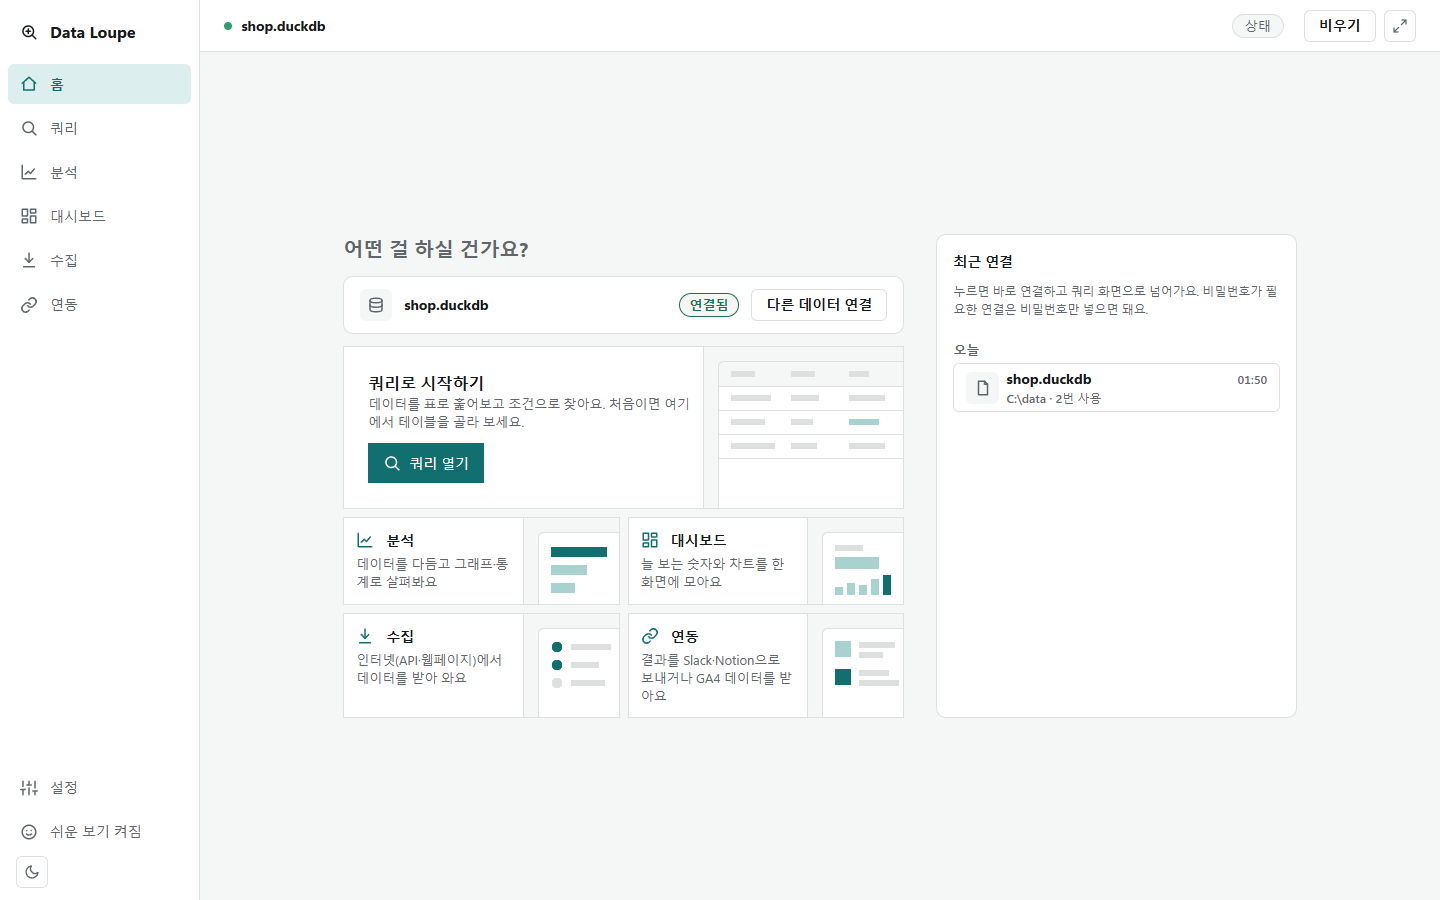 Data Loupe
홈
쿼리
분석
대시보드
수집
연동
설정
쉬운 보기 켜짐
shop.duckdb
상태
비우기
어떤 걸 하실 건가요?
shop.duckdb
연결됨
다른 데이터 연결
쿼리로 시작하기
데이터를 표로 훑어보고 조건으로 찾아요. 처음이면 여기
에서 테이블을 골라 보세요.
쿼리 열기
분석
데이터를 다듬고 그래프·통
계로 살펴봐요
대시보드
늘 보는 숫자와 차트를 한
화면에 모아요
수집
인터넷(API·웹페이지)에서
데이터를 받아 와요
연동
결과를 Slack·Notion으로
보내거나 GA4 데이터를 받
아요
최근 연결
누르면 바로 연결하고 쿼리 화면으로 넘어가요. 비밀번호가 필
요한 연결은 비밀번호만 넣으면 돼요.
오늘
shop.duckdb
01:50
C:\data · 2번 사용